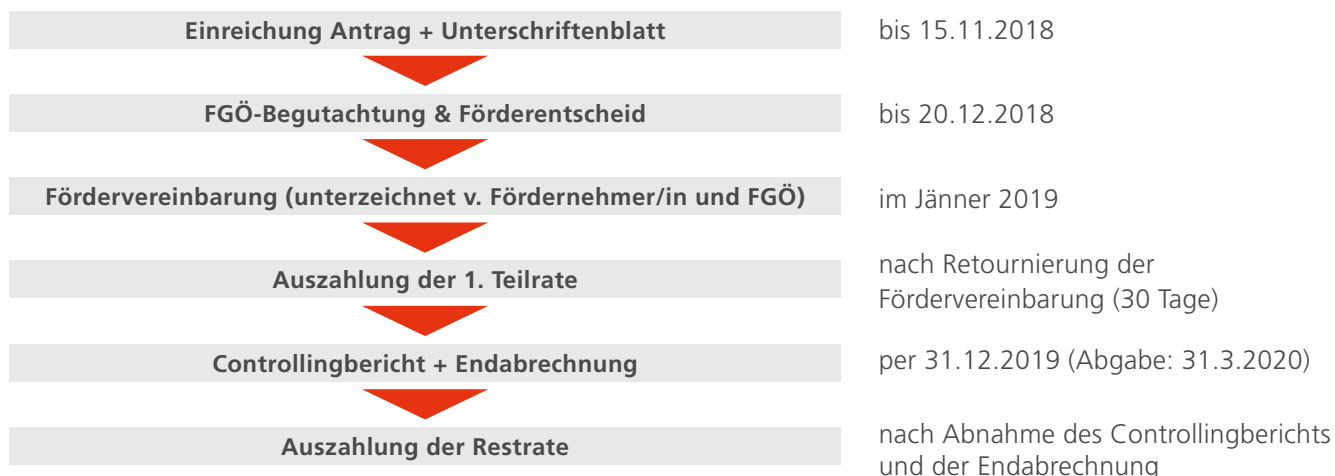 Einreichung Antrag + Unterschriftenblatt
bis 15.11.2018
FGÖ-Begutachtung & Förderentscheid
bis 20.12.2018
Fördervereinbarung (unterzeichnet v. Fördernehmer/in und FGÖ)
im Jänner 2019
Auszahlung der 1. Teilrate
nach Retournierung der
Fördervereinbarung (30 Tage)
Controllingbericht + Endabrechnung
per 31.12.2019 (Abgabe: 31.3.2020)
Auszahlung der Restrate
nach Abnahme des Controllingberichts
und der Endabrechnung